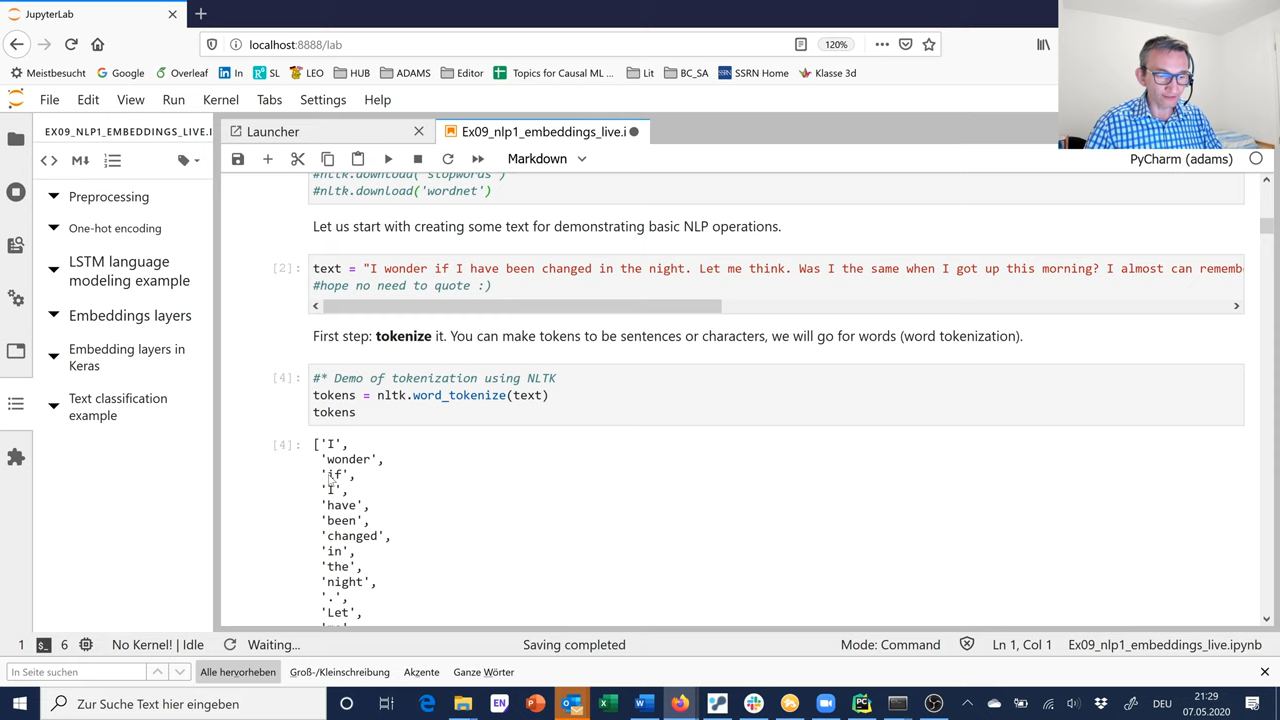 JupyterLab
localhost:8888/lab
120%
Meistbesucht Google Overleaf In SL LEO HUB ADAMS Editor Topics for Causal ML ... Lit BC_SA SSRN Home Klasse 3d
File Edit View Run Kernel Tabs Settings Help
EX09_NLP1_EMBEDDINGS_LIVE.I
Launcher
Ex09_nlp1_embeddings_live.i
Markdown
PyCharm (adams)
Preprocessing
One-hot encoding
LSTM language
modeling example
Embeddings layers
Embedding layers in
Keras
Text classification
example
#nltk.download('stopwords')
#nltk.download('wordnet')
Let us start with creating some text for demonstrating basic NLP operations.
[2]: text = "I wonder if I have been changed in the night. Let me think. Was I the same when I got up this morning? I almost can rememb
#hope no need to quote :)
First step: tokenize it. You can make tokens to be sentences or characters, we will go for words (word tokenization).
[4]: #* Demo of tokenization using NLTK
tokens = nltk.word_tokenize(text)
tokens
[4]: ['I',
'wonder',
'if',
'I',
'have',
'been',
'changed',
'in',
'the',
'night',
'.',
'Let',
1 6 No Kernel! | Idle Waiting... Saving completed Mode: Command Ln 1, Col 1 Ex09_nlp1_embeddings_live.ipynb
In Seite suchen Alle hervorheben Groß-/Kleinschreibung Akzente Ganze Wörter
Zur Suche Text hier eingeben
EN
DEU
21:29
07.05.2020